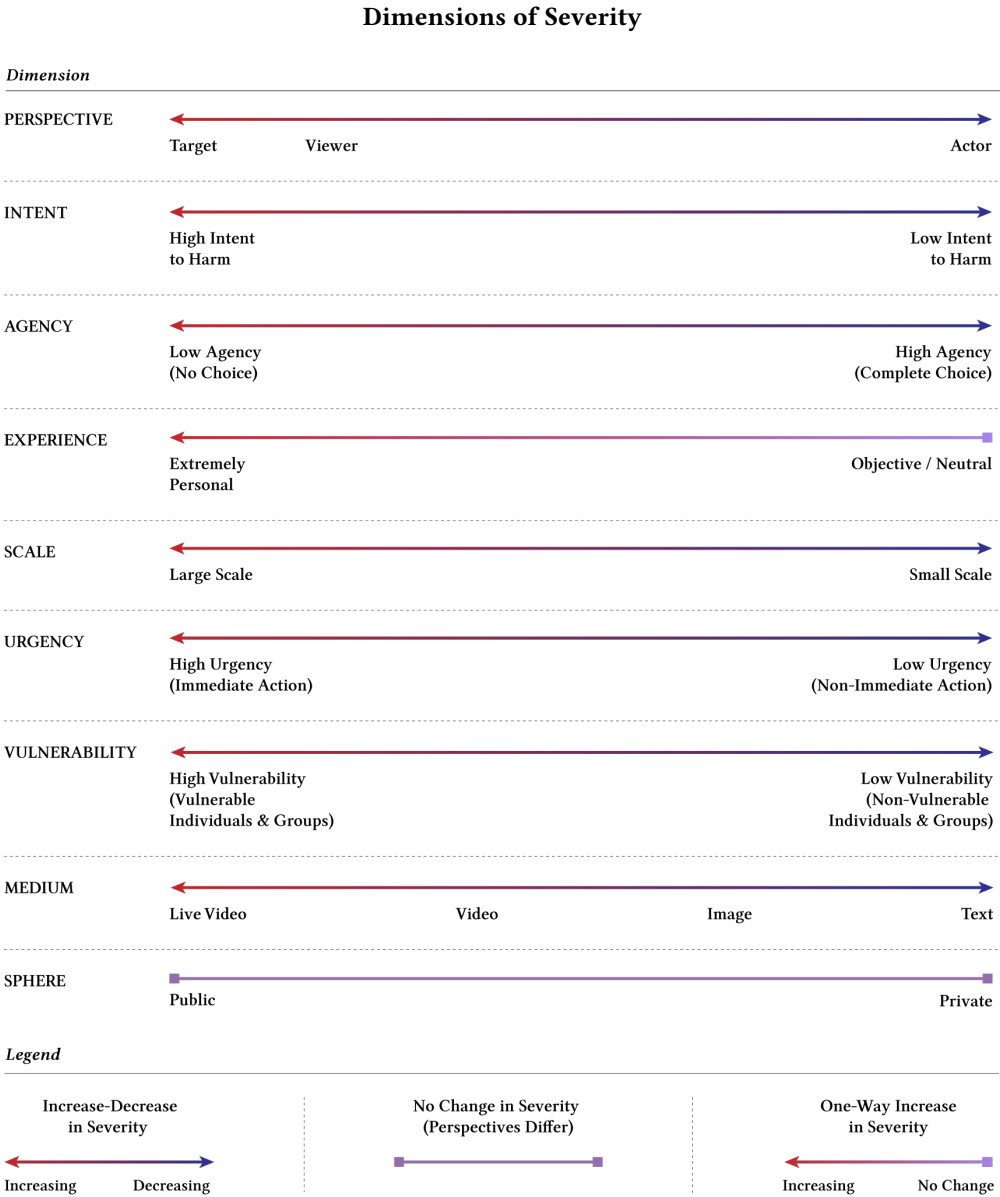 Dimensions of Severity
Dimension
PERSPECTIVE
Target Viewer Actor
INTENT
High Intent
to Harm
Low Intent
to Harm
AGENCY
Low Agency
(No Choice)
High Agency
(Complete Choice)
EXPERIENCE
Extremely
Personal
Objective / Neutral
SCALE
Large Scale Small Scale
URGENCY
High Urgency
(Immediate Action)
Low Urgency
(Non-Immediate Action)
VULNERABILITY
High Vulnerability
(Vulnerable
Individuals & Groups)
Low Vulnerability
(Non-Vulnerable
Individuals & Groups)
MEDIUM
Live Video Video Image Text
SPHERE
Public Private
Legend
Increase-Decrease
in Severity
Increasing Decreasing
No Change in Severity
(Perspectives Differ)
One-Way Increase
in Severity
Increasing No Change